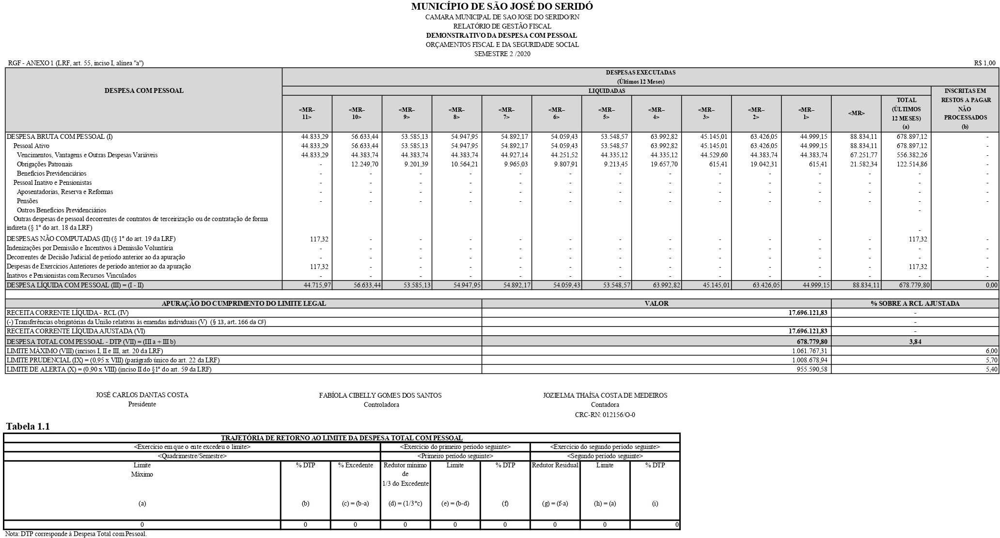 MUNICÍPIO DE SÃO JOSÉ DO SERIDÓ
CAMARA MUNICIPAL DE SAO JOSE DO SERIDO/RN
RELATÓRIO DE GESTÃO FISCAL
DEMONSTRATIVO DA DESPESA COM PESSOAL
ORÇAMENTOS FISCAL E DA SEGURIDADE SOCIAL
SEMESTRE 2 /2020
RGF - ANEXO 1 (LRF, art. 55, inciso I, alínea "a") R$ 1,00
DESPESA COM PESSOAL
DESPESAS EXECUTADAS
(Últimos 12 Meses)
LIQUIDADAS
INSCRITAS EM
RESTOS A PAGAR
NÃO
PROCESSADOS
(b)
<MR–
11>
<MR–
10>
<MR–
9>
<MR–
8>
<MR–
7>
<MR–
6>
<MR–
5>
<MR–
4>
<MR–
3>
<MR–
2>
<MR–
1>
<MR>
TOTAL
(ÚLTIMOS
12 MESES)
(a)
DESPESA BRUTA COM PESSOAL (I) 44.833,29 56.633,44 53.585,13 54.947,95 54.892,17 54.059,43 53.548,57 63.992,82 45.145,01 63.426,05 44.999,15 88.834,11 678.897,12 -
Pessoal Ativo 44.833,29 56.633,44 53.585,13 54.947,95 54.892,17 54.059,43 53.548,57 63.992,82 45.145,01 63.426,05 44.999,15 88.834,11 678.897,12 -
Vencimentos, Vantagens e Outras Despesas Variáveis 44.833,29 44.383,74 44.383,74 44.383,74 44.927,14 44.251,52 44.335,12 44.335,12 44.529,60 44.383,74 44.383,74 67.251,77 556.382,26 -
Obrigações Patronais - 12.249,70 9.201,39 10.564,21 9.965,03 9.807,91 9.213,45 19.657,70 615,41 19.042,31 615,41 21.582,34 122.514,86 -
Benefícios Previdenciários - - - - - - - - - - - - - -
Pessoal Inativo e Pensionistas - - - - - - - - - - - - - -
Aposentadorias, Reserva e Reformas - - - - - - - - - - - - - -
Pensões - - - - - - - - - - - - - -
Outros Benefícios Previdenciários -
Outras despesas de pessoal decorrentes de contratos de terceirização ou de contratação de forma
indireta (§ 1º do art. 18 da LRF) -
DESPESAS NÃO COMPUTADAS (II) (§ 1º do art. 19 da LRF) 117,32 - - - - - - - - - - - 117,32 -
Indenizações por Demissão e Incentivos à Demissão Voluntária - - - - - - - - - - - - - -
Decorrentes de Decisão Judicial de período anterior ao da apuração - - - - - - - - - - - - - -
Despesas de Exercícios Anteriores de período anterior ao da apuração 117,32 - - - - - - - - - - - 117,32 -
Inativos e Pensionistas com Recursos Vinculados - - - - - - - - - - - - - -
DESPESA LÍQUIDA COM PESSOAL (III) = (I - II) 44.715,97 56.633,44 53.585,13 54.947,95 54.892,17 54.059,43 53.548,57 63.992,82 45.145,01 63.426,05 44.999,15 88.834,11 678.779,80 0,00
APURAÇÃO DO CUMPRIMENTO DO LIMITE LEGAL VALOR % SOBRE A RCL AJUSTADA
RECEITA CORRENTE LÍQUIDA - RCL (IV) 17.696.121,83 -
(-) Transferências obrigatórias da União relativas às emendas individuais (V) (§ 13, art. 166 da CF) -
RECEITA CORRENTE LÍQUIDA AJUSTADA (VI) 17.696.121,83 -
DESPESA TOTAL COM PESSOAL - DTP (VII) = (III a + III b) 678.779,80 3,84
LIMITE MÁXIMO (VIII) (incisos I, II e III, art. 20 da LRF) 1.061.767,31 6,00
LIMITE PRUDENCIAL (IX) = (0,95 x VIII) (parágrafo único do art. 22 da LRF) 1.008.678,94 5,70
LIMITE DE ALERTA (X) = (0,90 x VIII) (inciso II do §1º do art. 59 da LRF) 955.590,58 5,40
JOSÉ CARLOS DANTAS COSTA FABÍOLA CIBELLY GOMES DOS SANTOS JOZIELMA THAÍSA COSTA DE MEDEIROS
Presidente Controladora Contadora
CRC-RN: 012156/O-0
Tabela 1.1
TRAJETÓRIA DE RETORNO AO LIMITE DA DESPESA TOTAL COM PESSOAL
<Exercício em que o ente excedeu o limite> <Exercício do primeiro período seguinte> <Exercício do segundo período seguinte>
<Quadrimestre/Semestre> <Primeiro período seguinte> <Segundo período seguinte>
Limite % DTP % Excedente Redutor mínimo Limite % DTP Redutor Residual Limite % DTP
Máximo de
1/3 do Excedente
(a) (b) (c) = (b-a) (d) = (1/3*c) (e) = (b-d) (f) (g) = (f-a) (h) = (a) (i)
0 0 0 0 0 0 0 0 0
Nota: DTP corresponde à Despesa Total com Pessoal.